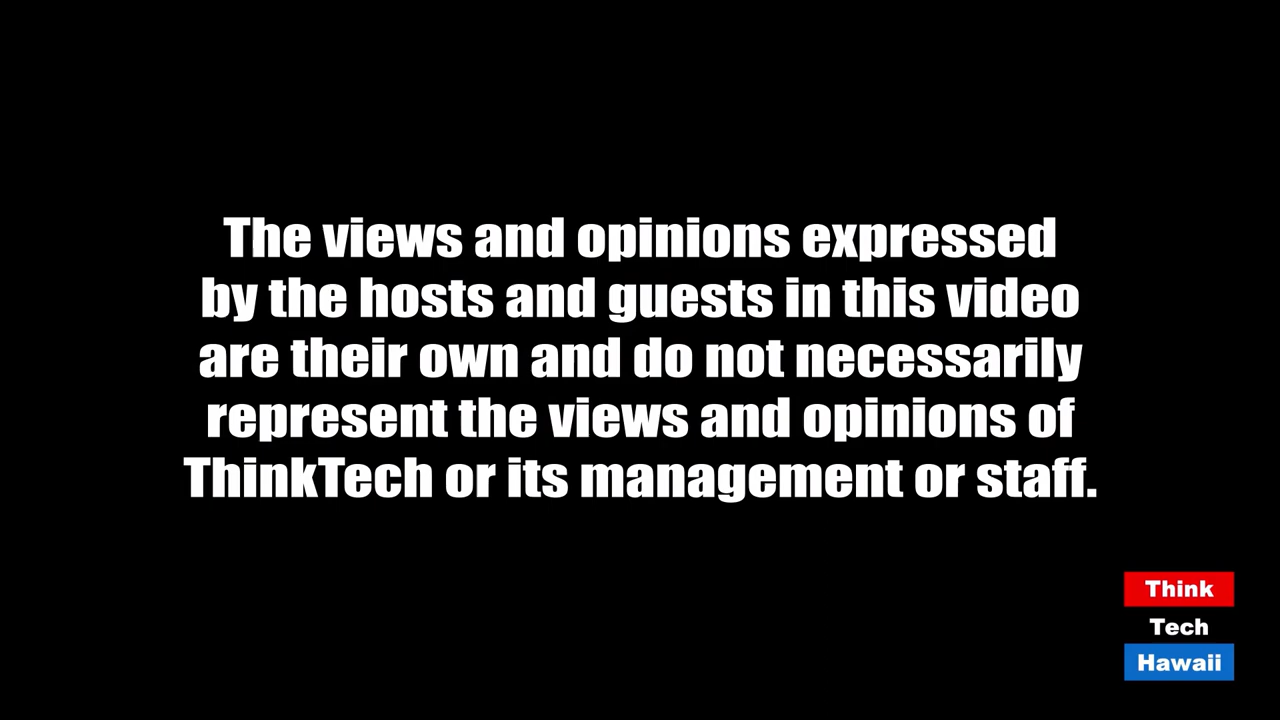 The views and opinions expressed
by the hosts and guests in this video
are their own and do not necessarily
represent the views and opinions of
ThinkTech or its management or staff.
Think
Tech
Hawaii